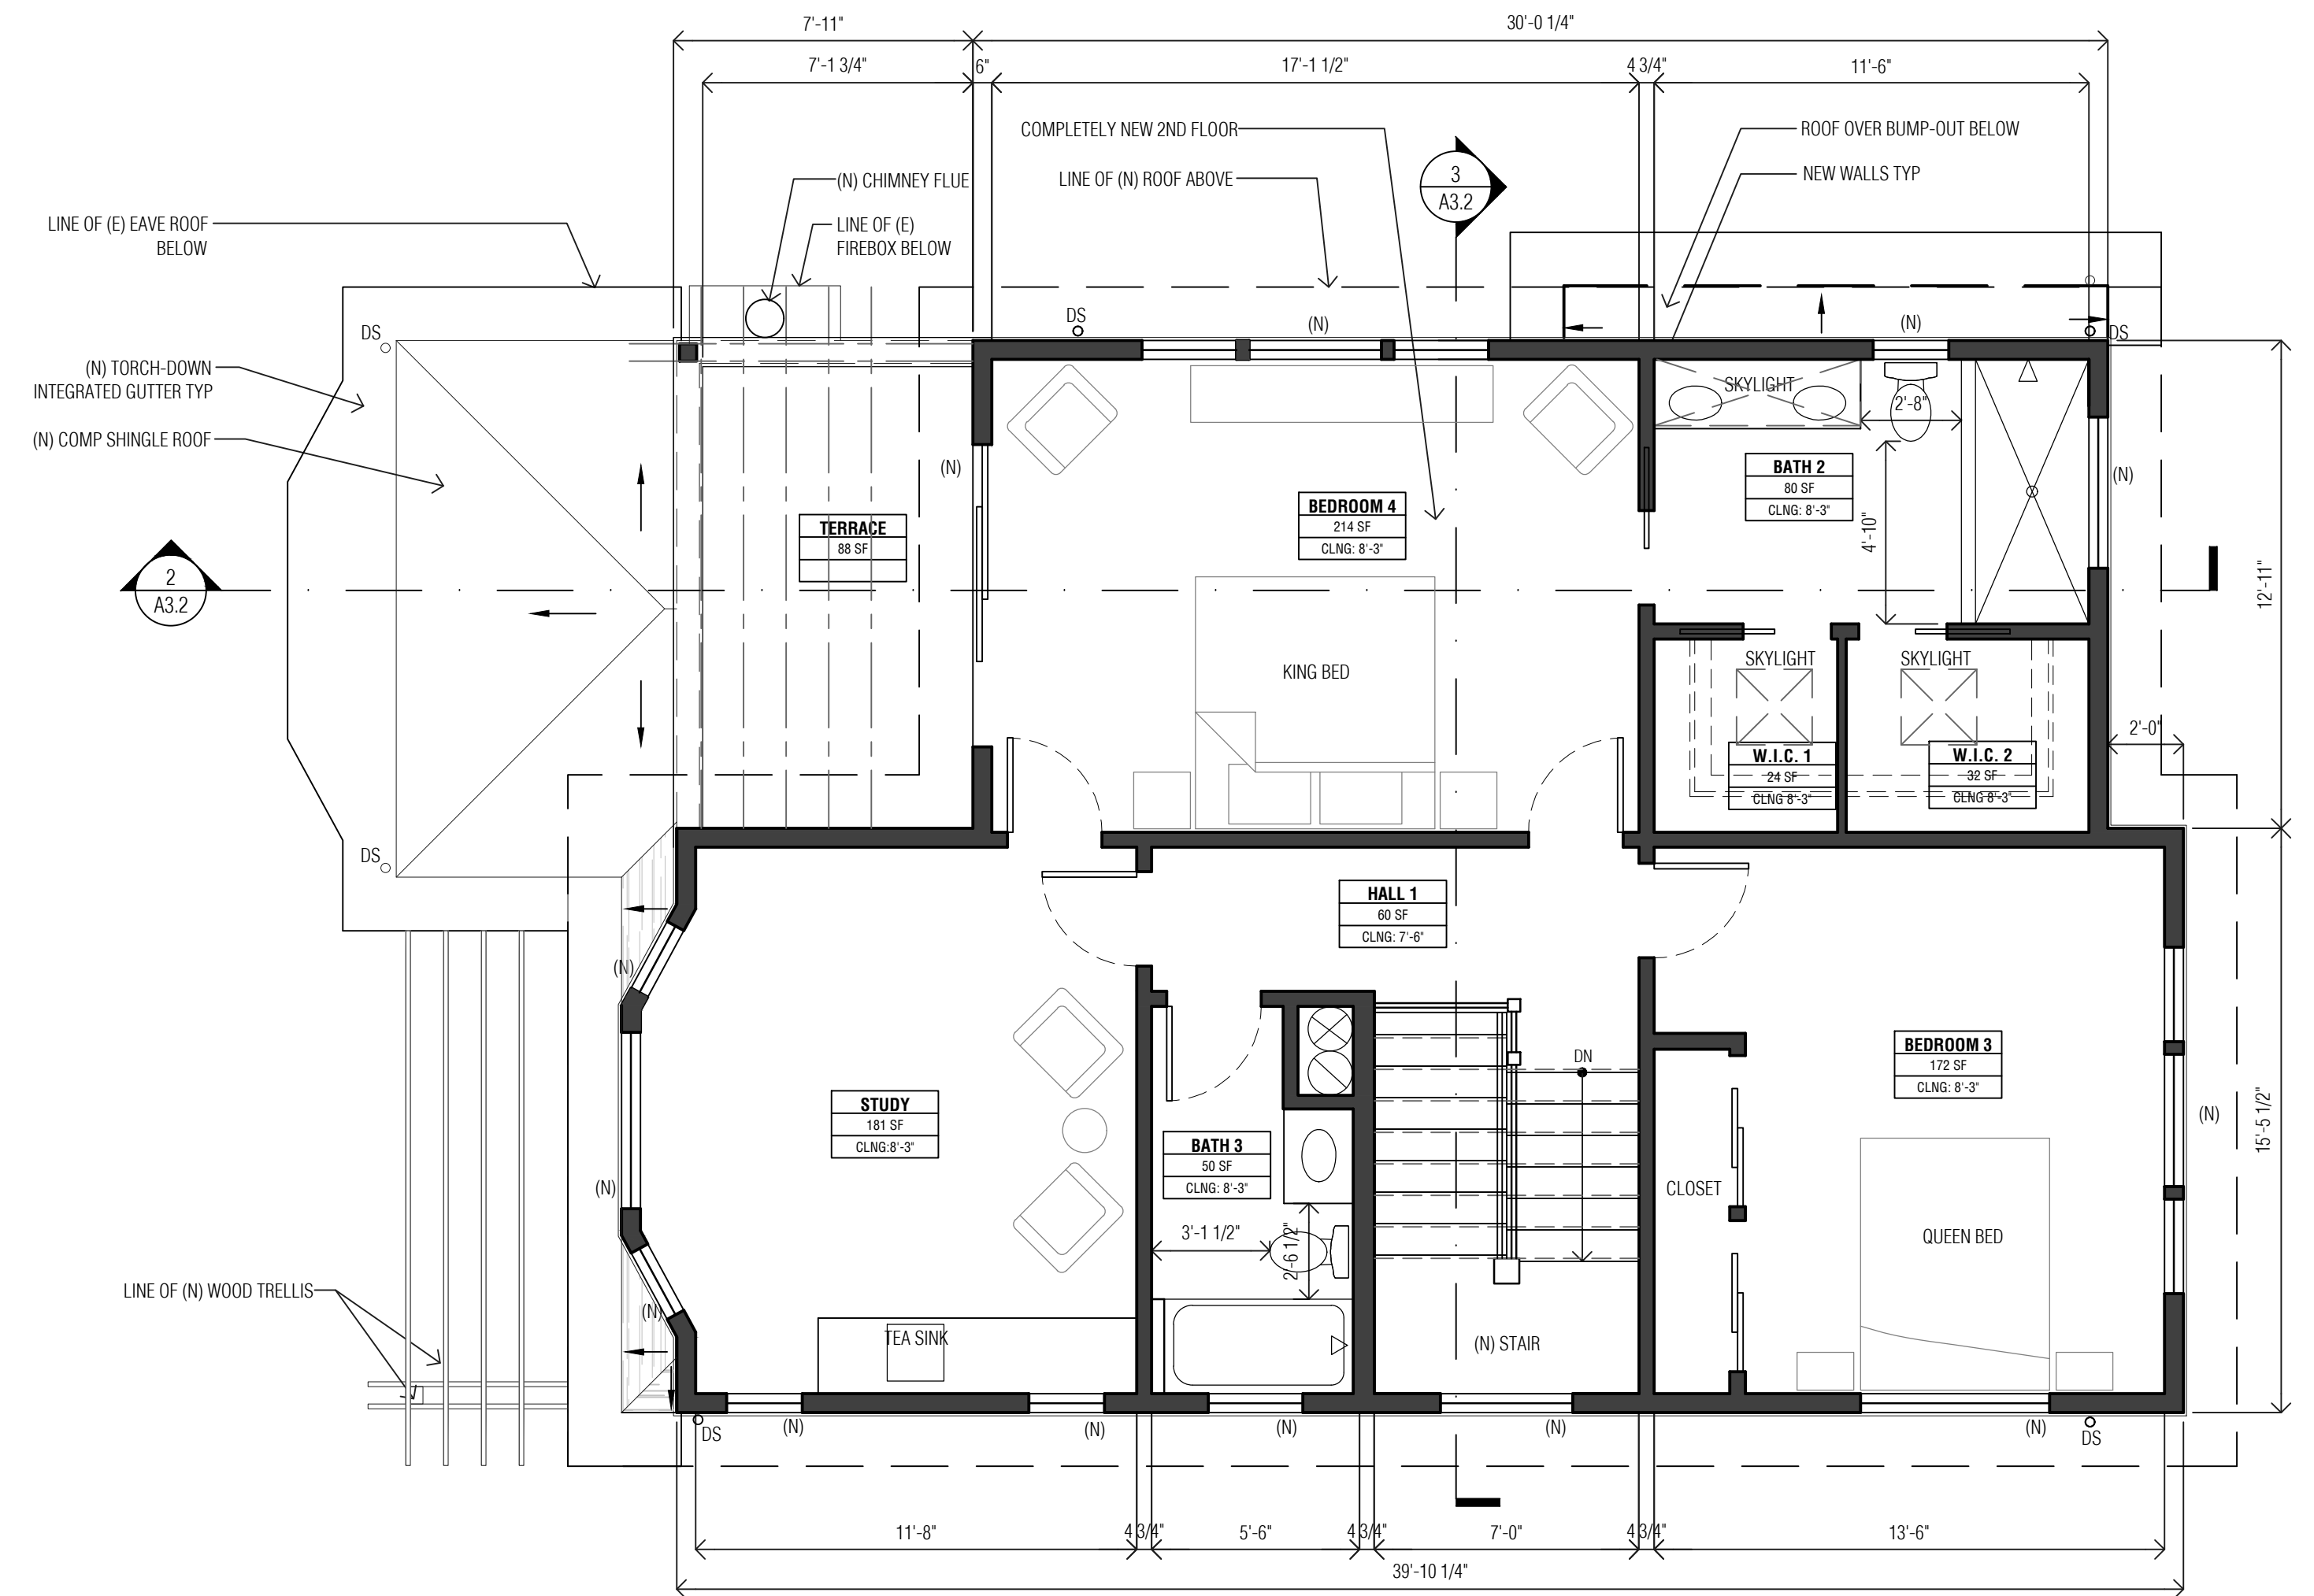 7'-11"
30'-0 1/4"
7'-1 3/4"
6"
17'-1 1/2"
4 3/4"
11'-6"
COMPLETELY NEW 2ND FLOOR
ROOF OVER BUMP-OUT BELOW
3
A3.2
(N) CHIMNEY FLUE
LINE OF (N) ROOF ABOVE
NEW WALLS TYP
LINE OF (E) EAVE ROOF
BELOW
LINE OF (E)
FIREBOX BELOW
DS
DS
(N)
(N)
DS
(N) TORCH-DOWN
INTEGRATED GUTTER TYP
(N) COMP SHINGLE ROOF
SKYLIGHT
2'-8"
(N)
BATH 2
80 SF
CLNG: 8'-3"
(N)
BEDROOM 4
214 SF
CLNG: 8'-3"
TERRACE
88 SF
4'-10"
2
A3.2
12'-11"
KING BED
SKYLIGHT
SKYLIGHT
2'-0"
W.I.C. 1
24 SF
CLNG 8'-3"
W.I.C. 2
32 SF
CLNG 8'-3"
DS
HALL 1
60 SF
CLNG: 7'-6"
(N)
BEDROOM 3
172 SF
CLNG: 8'-3"
DN
STUDY
181 SF
CLNG:8'-3"
(N)
15'-5 1/2"
BATH 3
50 SF
CLNG: 8'-3"
(N)
CLOSET
3'-1 1/2"
2'-6 1/2"
QUEEN BED
LINE OF (N) WOOD TRELLIS
(N)
TEA SINK
(N) STAIR
DS
(N)
(N)
(N)
(N)
(N)
DS
11'-8"
4 3/4"
5'-6"
4 3/4"
7'-0"
4 3/4"
13'-6"
39'-10 1/4"